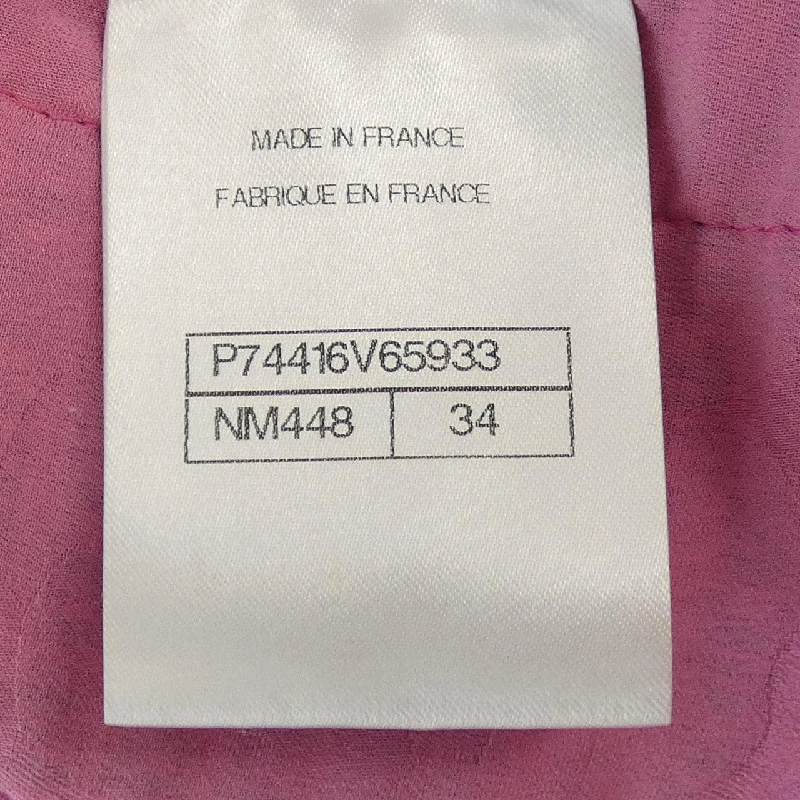 MADE IN FRANCE
FABRIQUE EN FRANCE
P74416V65933
NM448 34